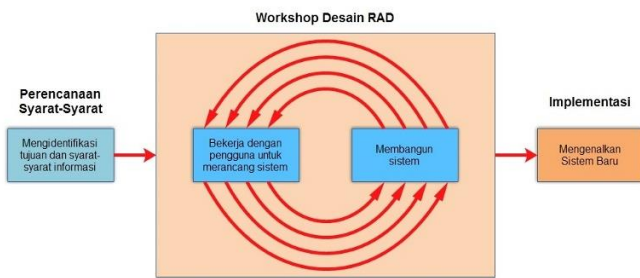 Workshop Desain RAD
Perencanaan
Syarat-Syarat
Mengidentifikasi
tujuan dan syarat-
syarat informasi
Bekerja dengan
pengguna untuk
merancang sistem
Membangun
sistem
Implementasi
Mengenalkan
Sistem Baru